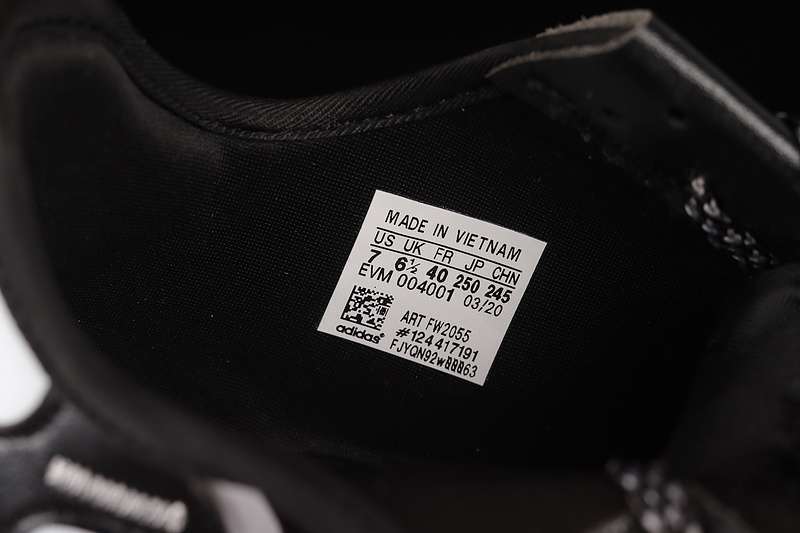 MADE IN VIETNAM
US UK FR JP CHN
7 6½ 40 250 245
EVM 004001 03/20
ART FW2055
#124417191
adidas®